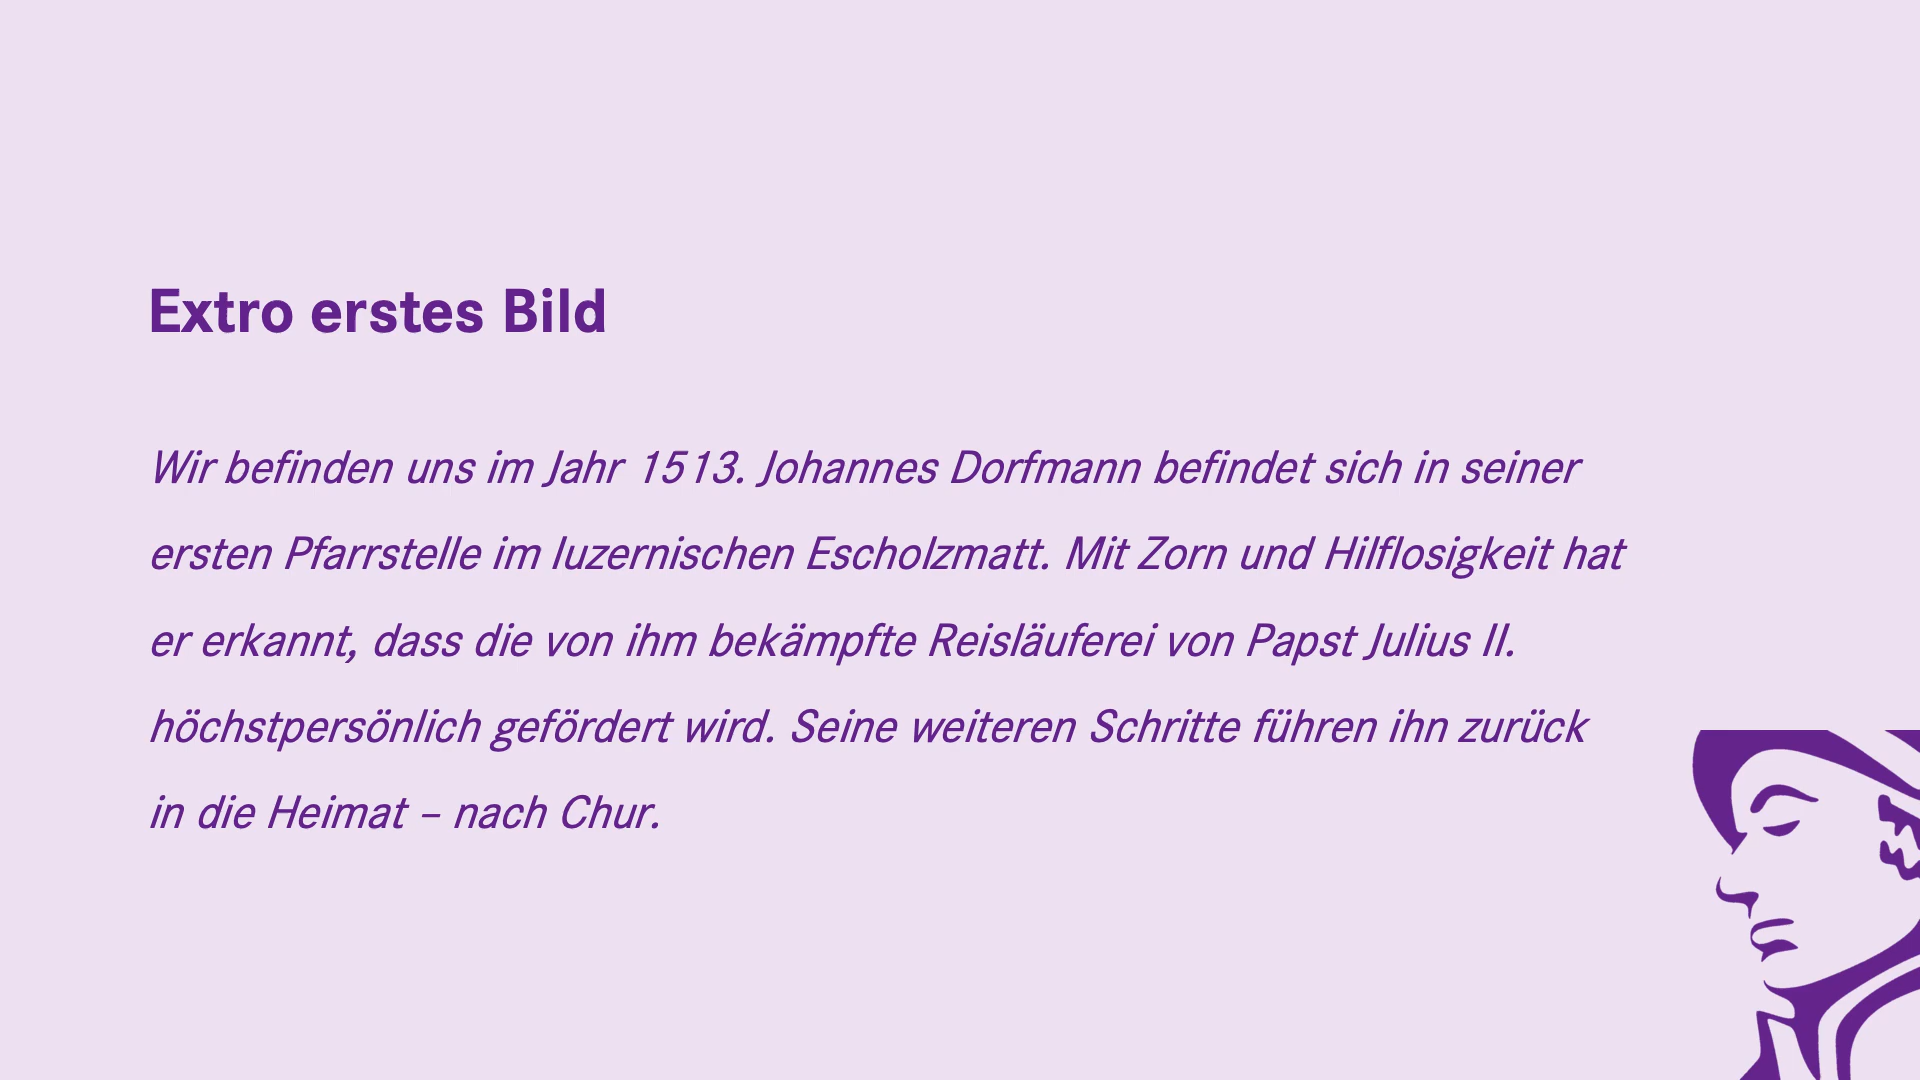 Extro erstes Bild
Wir befinden uns im Jahr 1513. Johannes Dorfmann befindet sich in seiner
ersten Pfarrstelle im luzernischen Escholzmatt. Mit Zorn und Hilflosigkeit hat
er erkannt, dass die von ihm bekämpfte Reisläuferei von Papst Julius II.
höchstpersönlich gefördert wird. Seine weiteren Schritte führen ihn zurück
in die Heimat – nach Chur.